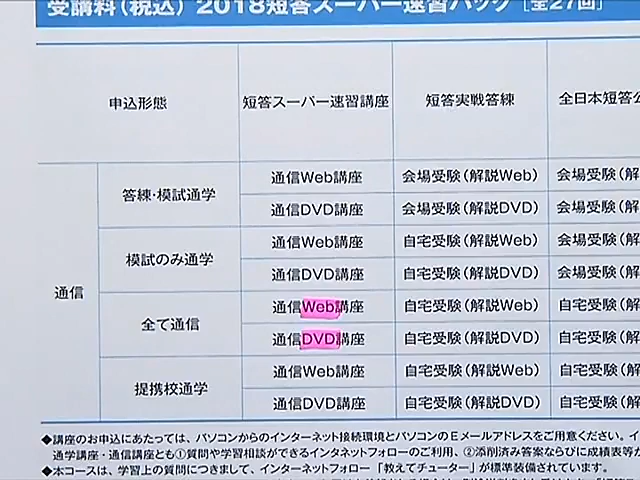 受講料(税込) 2018短答スーパー速習パック [全27回]
申込形態 短答スーパー速習講座 短答実戦答練 全日本短答公
通信
答練・模試通学 通信Web講座 会場受験(解説Web) 会場受験(解
通信DVD講座 会場受験(解説DVD) 会場受験(解
模試のみ通学 通信Web講座 自宅受験(解説Web) 会場受験(解
通信DVD講座 自宅受験(解説DVD) 会場受験(解
全て通信 通信Web講座 自宅受験(解説Web) 自宅受験(解
通信DVD講座 自宅受験(解説DVD) 自宅受験(解
提携校通学 通信Web講座 自宅受験(解説Web) 自宅受験(解
通信DVD講座 自宅受験(解説DVD) 自宅受験(解
◆講座のお申込にあたっては、パソコンからのインターネット接続環境とパソコンのEメールアドレスをご用意ください。イ
通学講座・通信講座とも①質問や学習相談ができるインターネットフォローのご利用、②添削済み答案ならびに成績表等が
◆本コースは、学習上の質問につきまして、インターネットフォロー「教えてチューター」が標準装備されています。